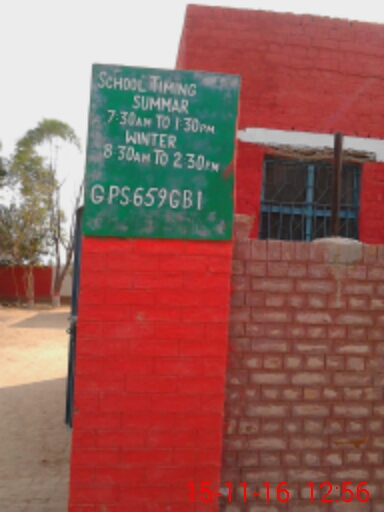 SCHOOL TIMING
SUMMAR
7:30AM TO 1:30PM
WINTER
8:30AM TO 2:30PM
GPS659GB1
15-11-16 12:56